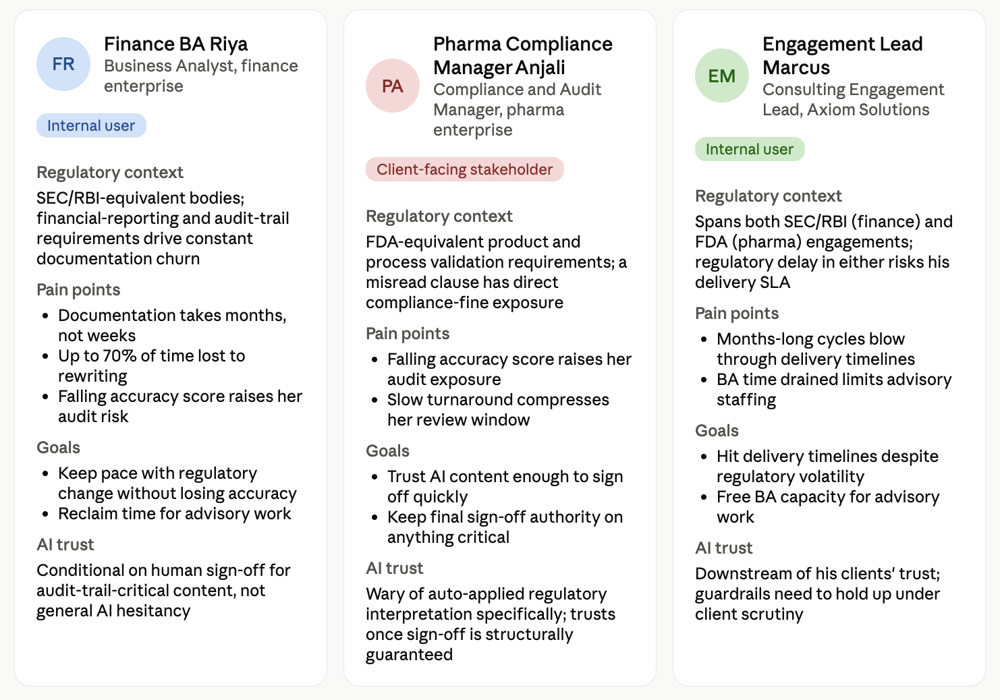 FR
Finance BA Riya
Business Analyst, finance
enterprise
Internal user
Regulatory context
SEC/RBI-equivalent bodies;
financial-reporting and audit-trail
requirements drive constant
documentation churn
Pain points
• Documentation takes months,
not weeks
• Up to 70% of time lost to
rewriting
• Falling accuracy score raises her
audit risk
Goals
• Keep pace with regulatory
change without losing accuracy
• Reclaim time for advisory work
AI trust
Conditional on human sign-off for
audit-trail-critical content, not
general AI hesitancy
PA
Pharma Compliance
Manager Anjali
Compliance and Audit
Manager, pharma
enterprise
Client-facing stakeholder
Regulatory context
FDA-equivalent product and
process validation requirements; a
misread clause has direct
compliance-fine exposure
Pain points
• Falling accuracy score raises her
audit exposure
• Slow turnaround compresses
her review window
Goals
• Trust AI content enough to sign
off quickly
• Keep final sign-off authority on
anything critical
AI trust
Wary of auto-applied regulatory
interpretation specifically; trusts
once sign-off is structurally
guaranteed
EM
Engagement Lead
Marcus
Consulting Engagement
Lead, Axiom Solutions
Internal user
Regulatory context
Spans both SEC/RBI (finance) and
FDA (pharma) engagements;
regulatory delay in either risks his
delivery SLA
Pain points
• Months-long cycles blow
through delivery timelines
• BA time drained limits advisory
staffing
Goals
• Hit delivery timelines despite
regulatory volatility
• Free BA capacity for advisory
work
AI trust
Downstream of his clients' trust;
guardrails need to hold up under
client scrutiny